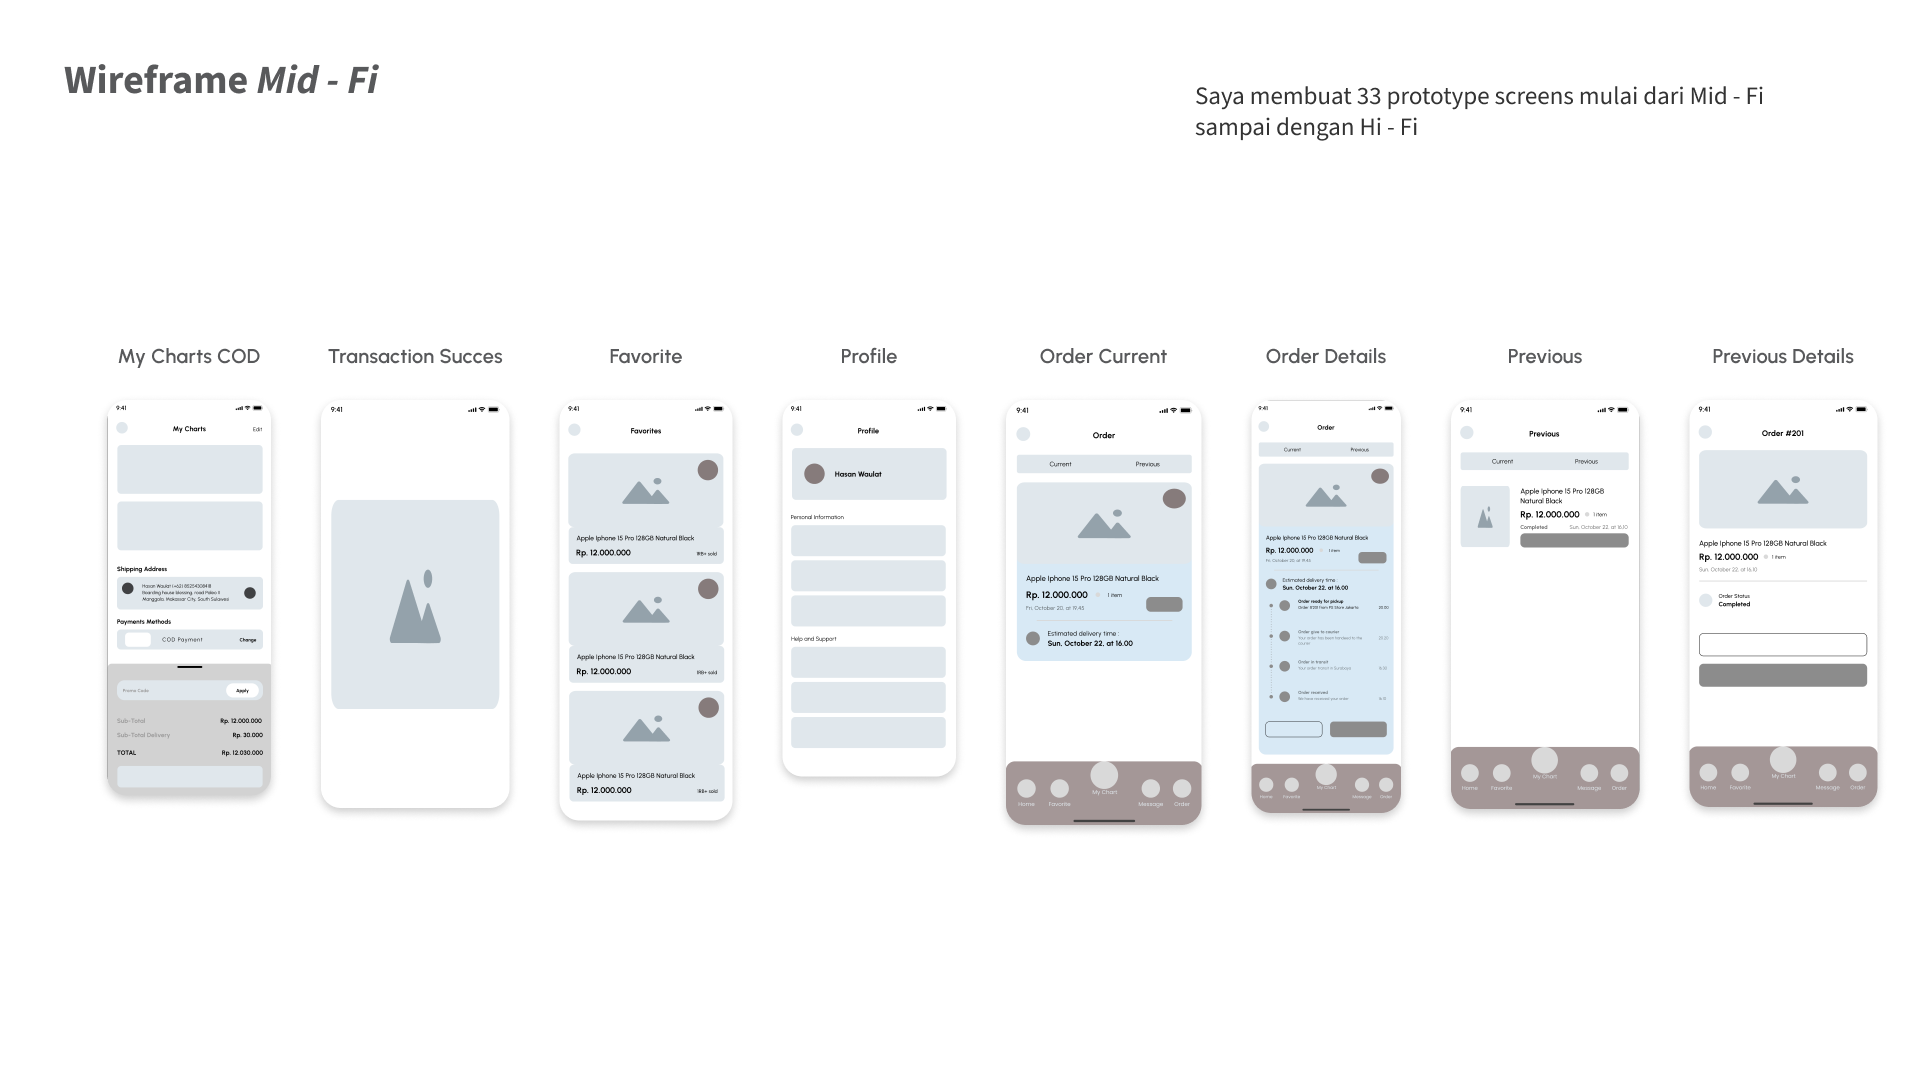 Wireframe Mid - Fi
Saya membuat 33 prototype screens mulai dari Mid - Fi
sampai dengan Hi - Fi
My Charts COD
9:41
My Charts
Edit
Shipping Address
Hasan Waulat (+62) 85254308418
Boarding house blessing, road Politeknik
Manggala, Makassar City, South Sulawesi
Payments Methods
COD Payment
Change
Promo Code
Apply
Sub-Total
Rp. 12.000.000
Sub-Total Delivery
Rp. 30.000
TOTAL
Rp. 12.030.000
Transaction Succes
9:41
Favorite
9:41
Favorites
Apple Iphone 15 Pro 128GB Natural Black
Rp. 12.000.000
1RB+ sold
Apple Iphone 15 Pro 128GB Natural Black
Rp. 12.000.000
1RB+ sold
Apple Iphone 15 Pro 128GB Natural Black
Rp. 12.000.000
1RB+ sold
Profile
9:41
Profile
Hasan Waulat
Personal Information
Help and Support
Order Current
9:41
Order
Current
Previous
Apple Iphone 15 Pro 128GB Natural Black
Rp. 12.000.000
1 item
Fri. October 20. at 19.45
Estimated delivery time :
Sun. October 22. at 16.00
Home
Favorite
My Chart
Message
Order
Order Details
9:41
Order
Current
Previous
Apple Iphone 15 Pro 128GB Natural Black
Rp. 12.000.000
1 item
Fri. October 20. at 19.45
Estimated delivery time :
Sun. October 22. at 16.00
Order ready for pickup
Order #201 from PS Store Jakarta
20.00
Order give to courier
Your order has been handeed to the
courier
Order in transit
Your order transit in Surabaya
Order received
We have received your order
Home
Favorite
My Chart
Message
Order
Previous
9:41
Previous
Current
Previous
Apple Iphone 15 Pro 128GB
Natural Black
Rp. 12.000.000
1 item
Completed
Sun. October 22. at 16.10
Home
Favorite
My Chart
Message
Order
Previous Details
9:41
Order #201
Apple Iphone 15 Pro 128GB Natural Black
Rp. 12.000.000
1 item
Sun. October 22. at 16.10
Order Status
Completed
Home
Favorite
My Chart
Message
Order